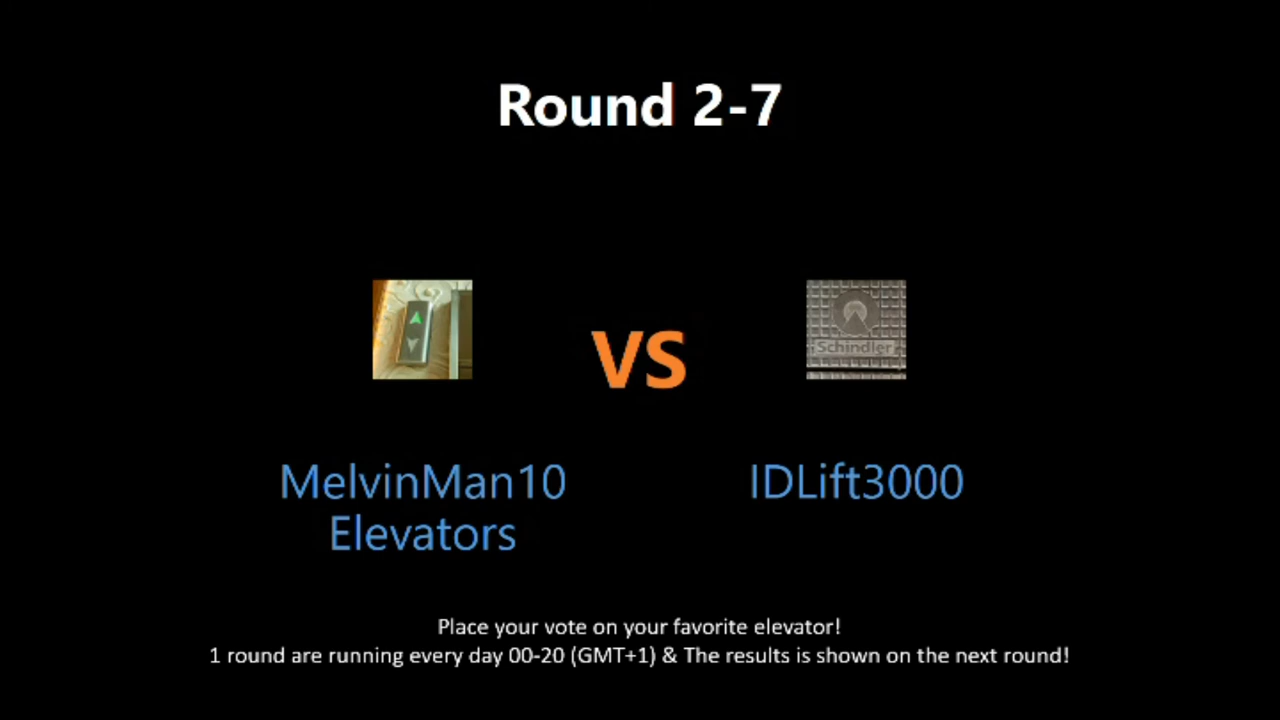 Round 2-7
VS
Schindler
MelvinMan10
Elevators
IDLift3000
Place your vote on your favorite elevator!
1 round are running every day 00-20 (GMT+1) & The results is shown on the next round!